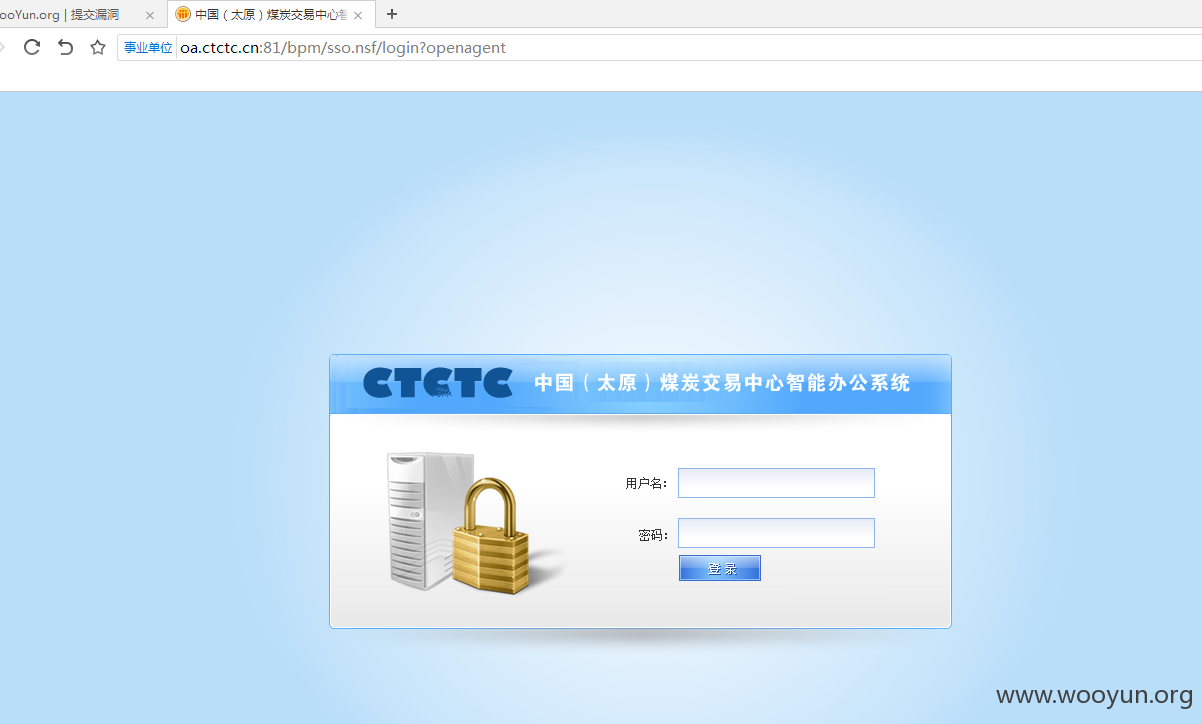 ooYun.org | 提交漏洞
中国（太原）煤炭交易中心智
事业单位 oa.ctctc.cn:81/bpm/sso.nsf/login?openagent
CTCTC 中国（太原）煤炭交易中心智能办公系统
用户名：
密码：
登 录
www.wooyun.org